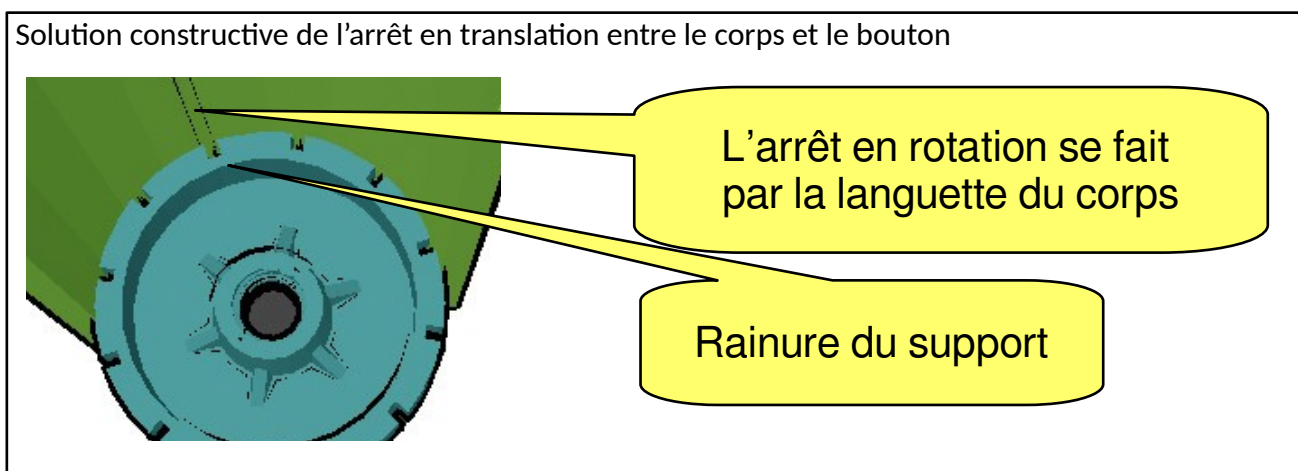 Solution constructive de l’arrêt en translation entre le corps et le bouton
L’arrêt en rotation se fait
par la languette du corps
Rainure du support